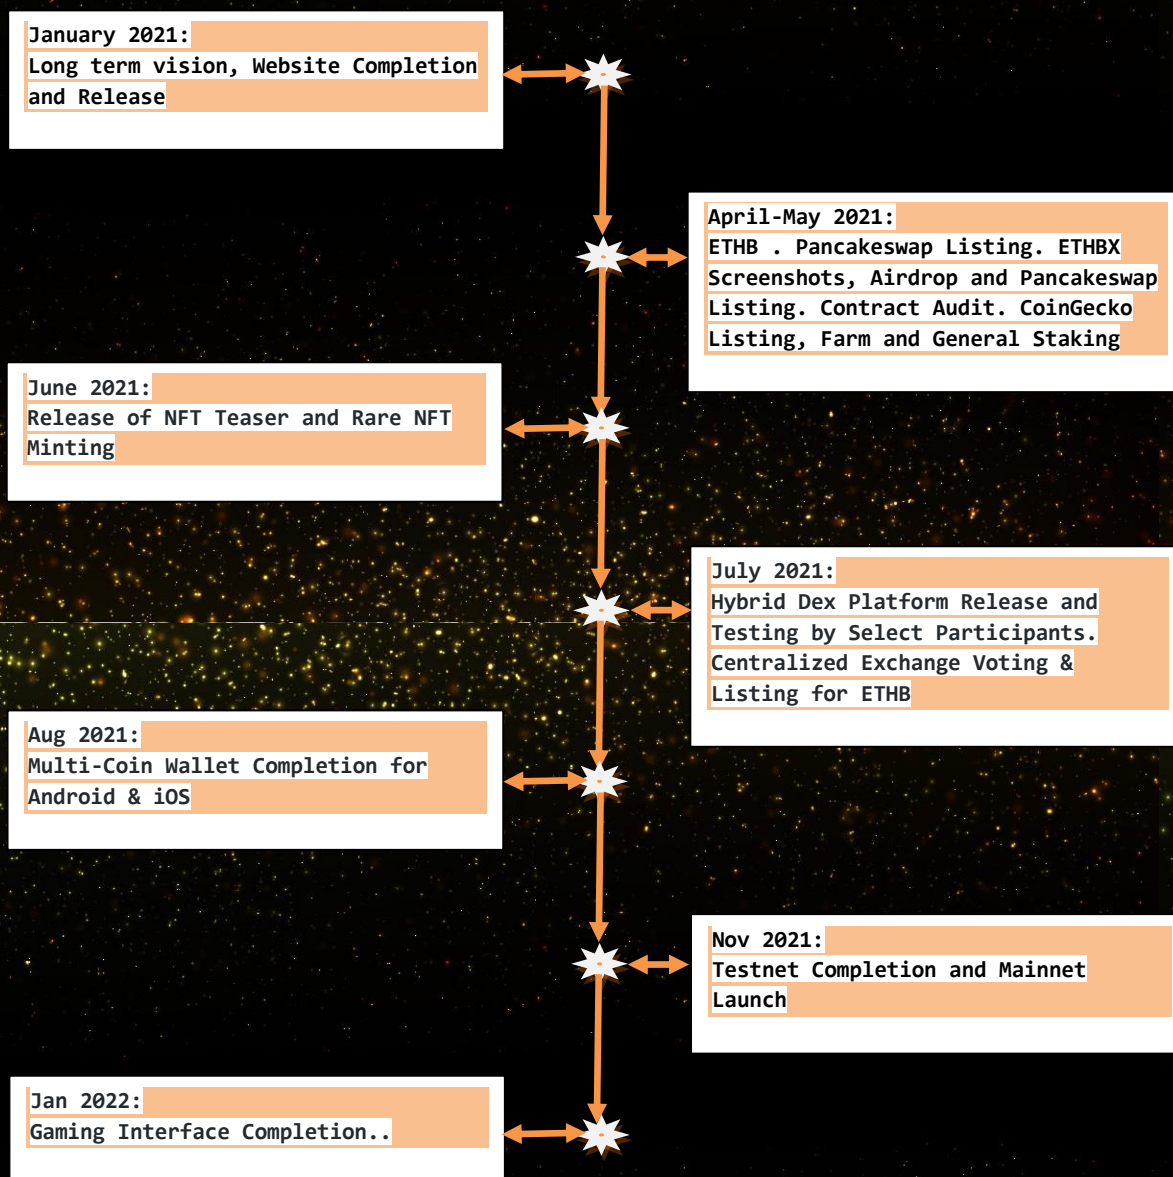 January 2021:
Long term vision, Website Completion
and Release
April-May 2021:
ETHB . Pancakeswap Listing. ETHBX
Screenshots, Airdrop and Pancakeswap
Listing. Contract Audit. CoinGecko
Listing, Farm and General Staking
June 2021:
Release of NFT Teaser and Rare NFT
Minting
July 2021:
Hybrid Dex Platform Release and
Testing by Select Participants.
Centralized Exchange Voting &
Listing for ETHB
Aug 2021:
Multi-Coin Wallet Completion for
Android & iOS
Nov 2021:
Testnet Completion and Mainnet
Launch
Jan 2022:
Gaming Interface Completion..